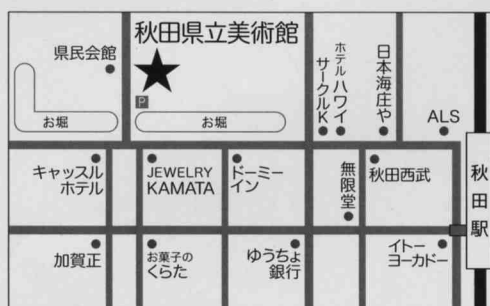 秋田県立美術館
県民会館
P
お堀
お堀
ホテルハワイ
サークルK
日本海庄や
ALS
秋田駅
キャッスル
ホテル
JEWELRY
KAMATA
ドーミー
イン
無限堂
秋田西武
加賀正
お菓子の
くらた
ゆうちょ
銀行
イトー
ヨーカドー